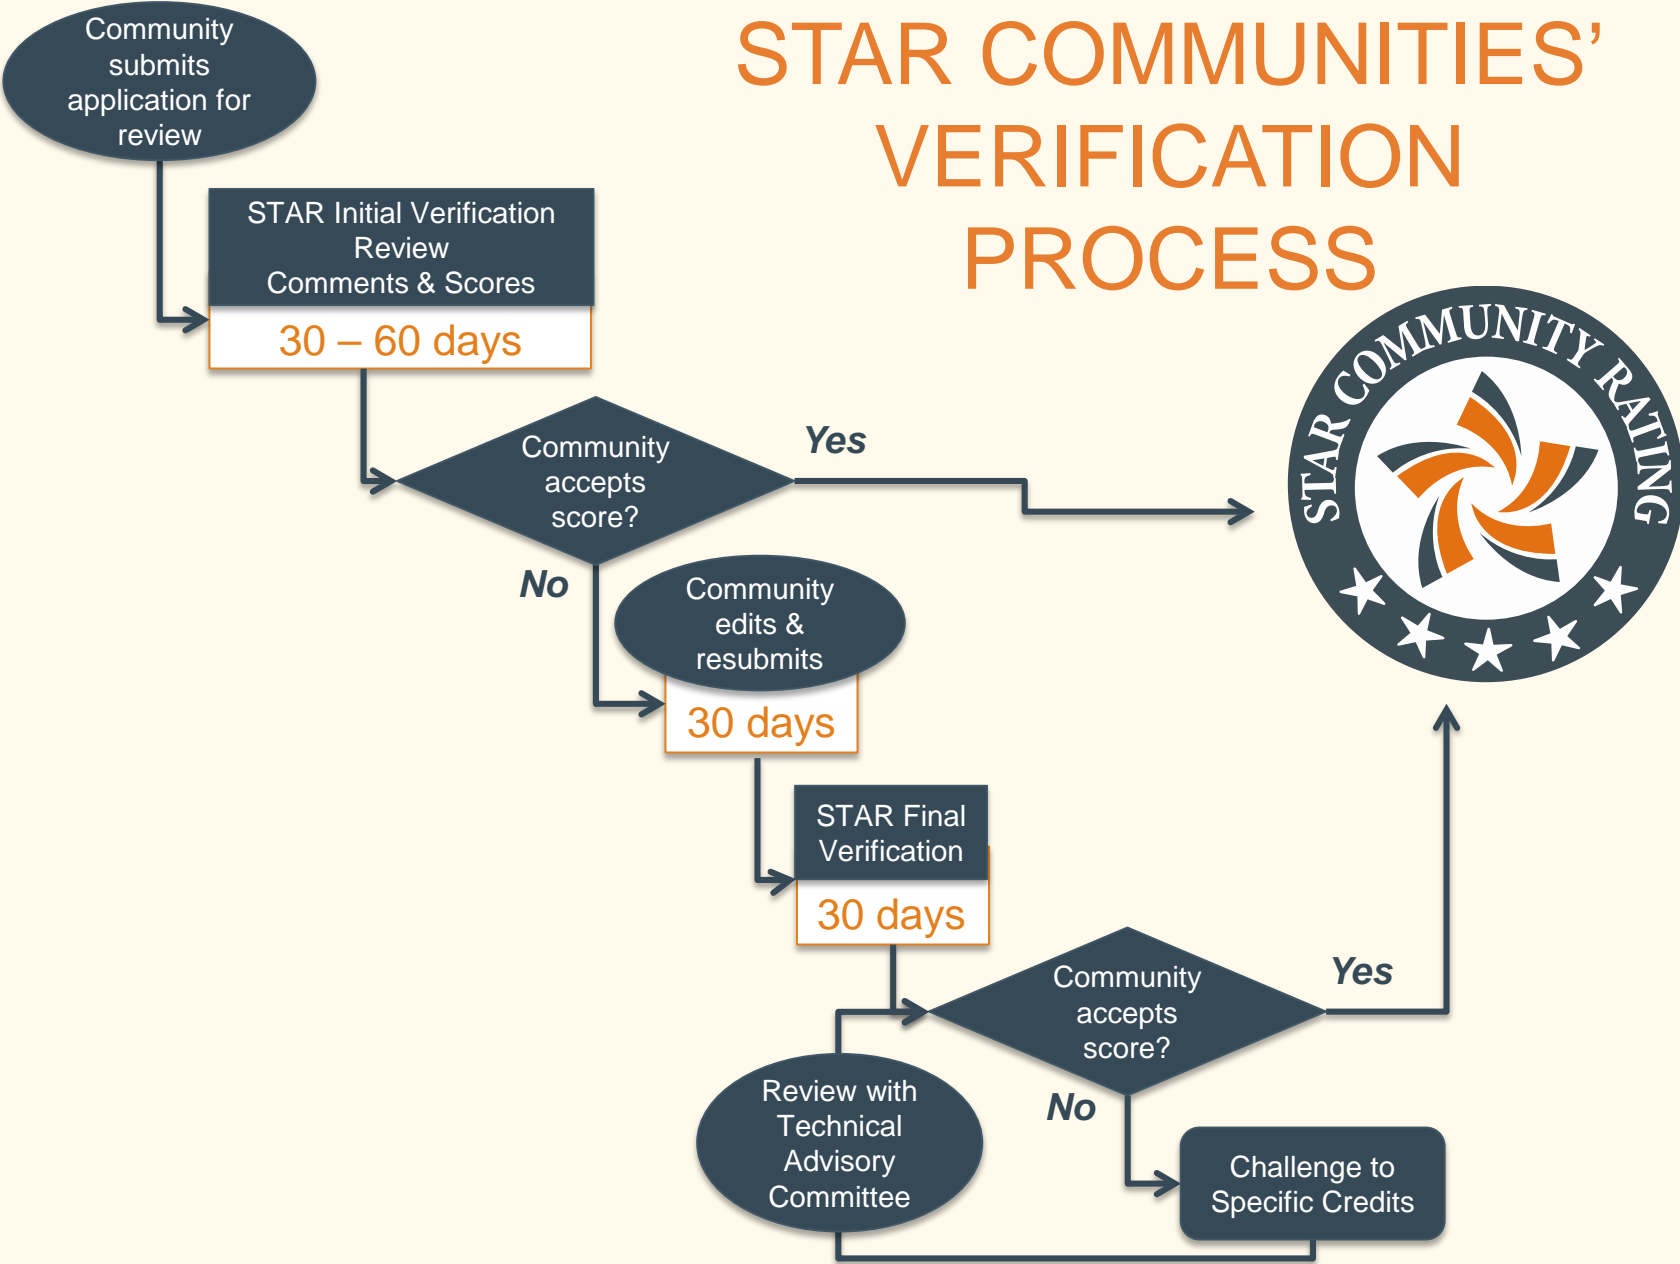 STAR COMMUNITIES’
VERIFICATION
PROCESS
Community
submits
application for
review
STAR Initial Verification
Review
Comments & Scores
30 – 60 days
Community
accepts
score?
Yes
No
STAR COMMUNITY RATING
Community
edits &
resubmits
30 days
STAR Final
Verification
30 days
Community
accepts
score?
Yes
No
Review with
Technical
Advisory
Committee
Challenge to
Specific Credits